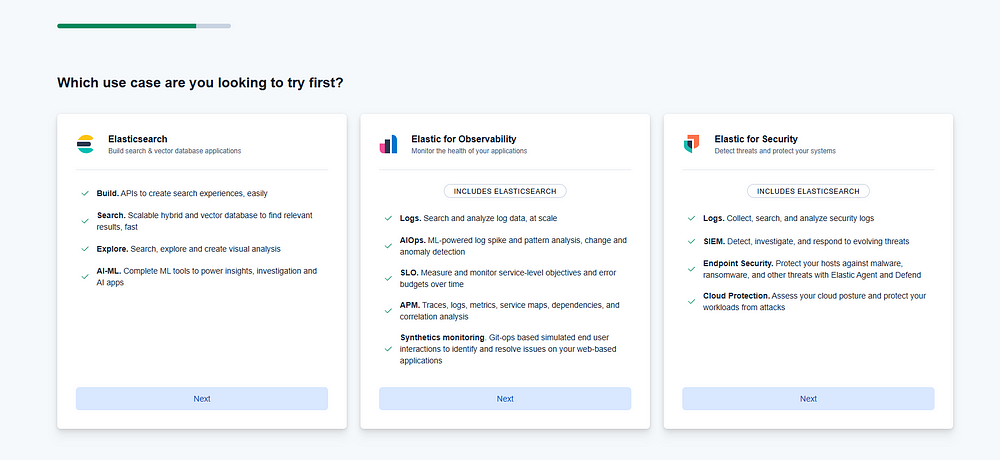 Which use case are you looking to try first?
Elasticsearch
Build search & vector database applications
Build. APIs to create search experiences, easily
Search. Scalable hybrid and vector database to find relevant
results, fast
Explore. Search, explore and create visual analysis
AI-ML. Complete ML tools to power insights, investigation and
AI apps
Next
Elastic for Observability
Monitor the health of your applications
INCLUDES ELASTICSEARCH
Logs. Search and analyze log data, at scale
AIOps. ML-powered log spike and pattern analysis, change and
anomaly detection
SLO. Measure and monitor service-level objectives and error
budgets over time
APM. Traces, logs, metrics, service maps, dependencies, and
correlation analysis
Synthetics monitoring. Git-ops based simulated end user
interactions to identify and resolve issues on your web-based
applications
Next
Elastic for Security
Detect threats and protect your systems
INCLUDES ELASTICSEARCH
Logs. Collect, search, and analyze security logs
SIEM. Detect, investigate, and respond to evolving threats
Endpoint Security. Protect your hosts against malware,
ransomware, and other threats with Elastic Agent and Defend
Cloud Protection. Assess your cloud posture and protect your
workloads from attacks
Next